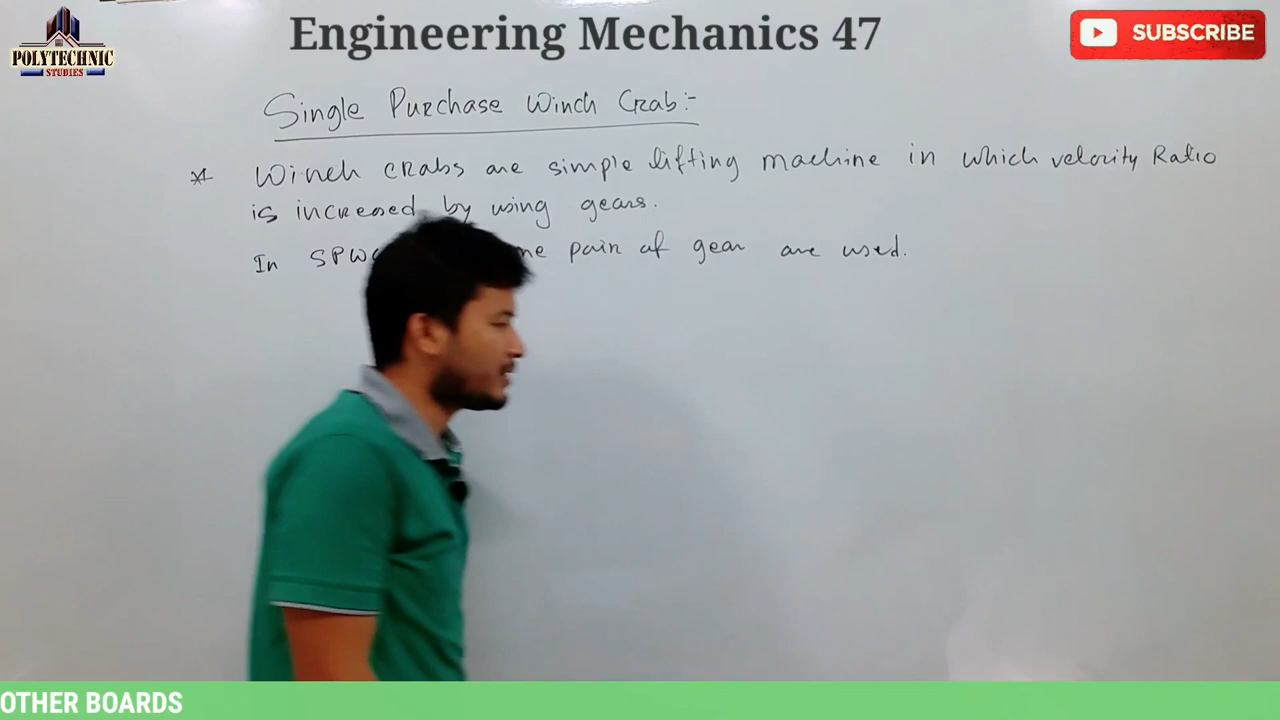 POLYTECHNIC
STUDIES
Engineering Mechanics 47
SUBSCRIBE
Single Purchase Winch Crab:-
* Winch crabs are simple lifting machine in which velocity Ratio
is increased by using gears.
In pair of gear are used.
OTHER BOARDS